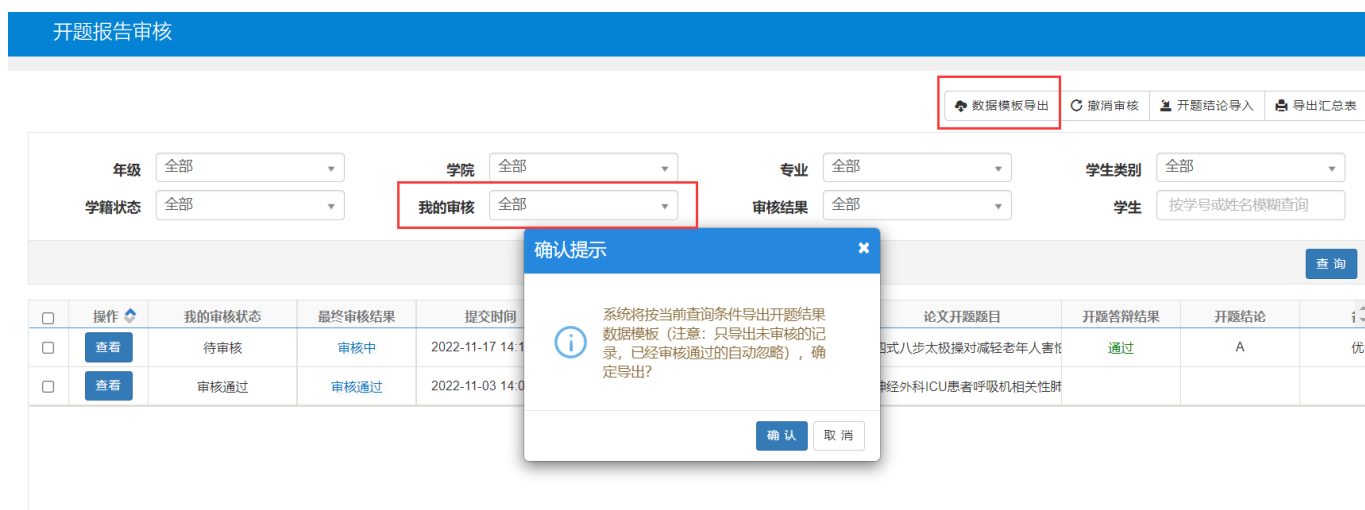 开题报告审核
数据模板导出 撤消审核 开题结论导入 导出汇总表
年级 全部 学院 全部 专业 全部 学生类别 全部
学籍状态 全部 我的审核 全部 审核结果 全部 学生 按学号或姓名模糊查询
确认提示
查 询
系统将按当前查询条件导出开题结果
数据模板（注意：只导出未审核的记
录，已经审核通过的自动忽略），确
定导出?
确 认 取 消
操作 我的审核状态 最终审核结果 提交时间 论文开题题目 开题答辩结果 开题结论
查看 待审核 审核中 2022-11-17 14:1 四式八步太极操对减轻老年人害怕 通过 A 优
查看 审核通过 审核通过 2022-11-03 14:0 神经外科ICU患者呼吸机相关性肺